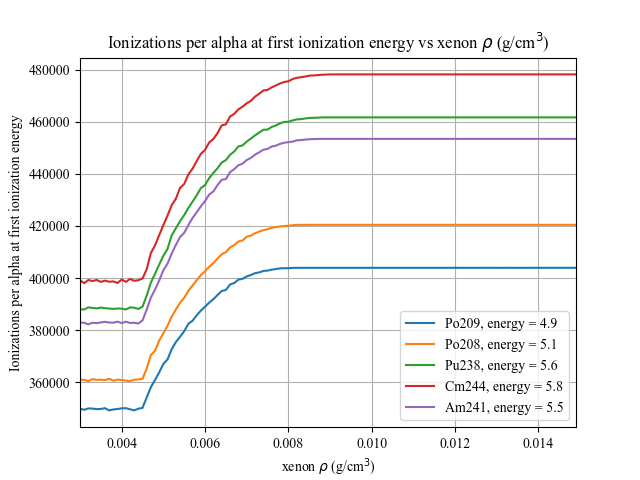 Ionizations per alpha at first ionization energy vs xenon ρ (g/cm³)
Ionizations per alpha at first ionization energy
480000
460000
440000
420000
400000
380000
360000
Po209, energy = 4.9
Po208, energy = 5.1
Pu238, energy = 5.6
Cm244, energy = 5.8
Am241, energy = 5.5
0.004 0.006 0.008 0.010 0.012 0.014
xenon ρ (g/cm³)